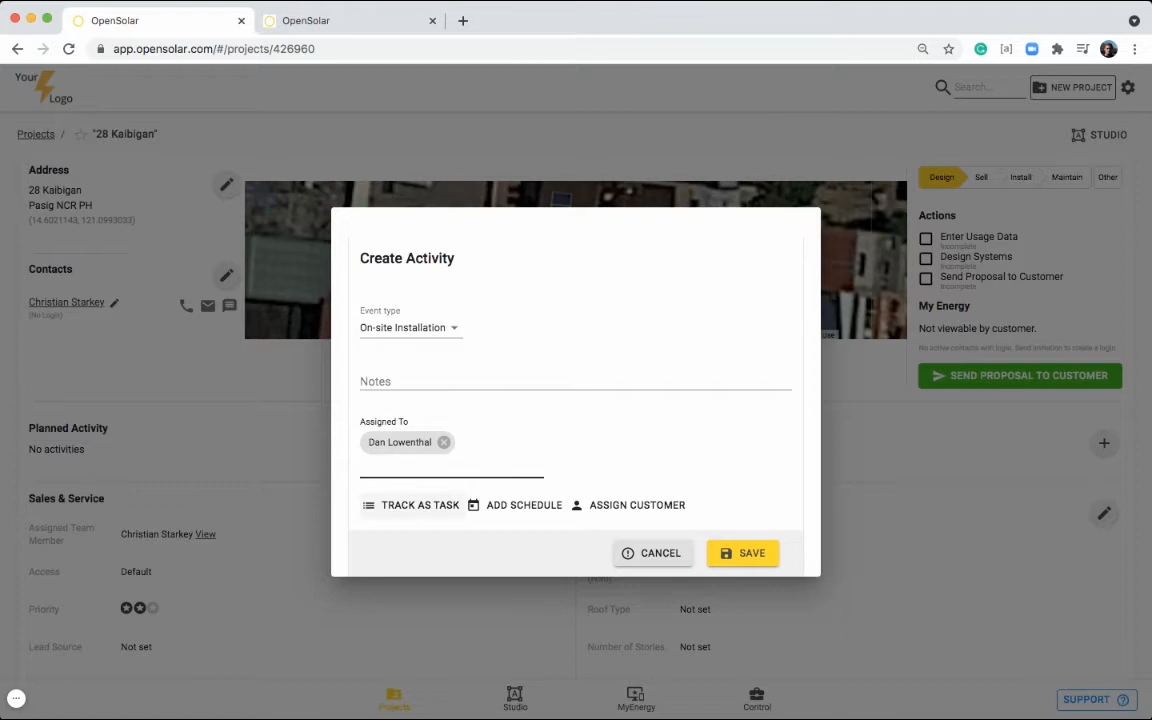 OpenSolar
OpenSolar
app.opensolar.com/#/projects/426960
Your
Logo
Search...
NEW PROJECT
Projects / "28 Kaibigan"
STUDIO
Address
28 Kaibigan
Pasig NCR PH
(14.6021143, 121.0993033)
Contacts
Christian Starkey
(No Login)
Design
Sell
Install
Maintain
Other
Actions
Enter Usage Data
Incomplete
Design Systems
Incomplete
Send Proposal to Customer
Incomplete
My Energy
Not viewable by customer.
No active contacts with login. Send invitation to create a login
SEND PROPOSAL TO CUSTOMER
Create Activity
Event type
On-site Installation
Notes
Assigned To
Dan Lowenthal
TRACK AS TASK
ADD SCHEDULE
ASSIGN CUSTOMER
CANCEL
SAVE
Planned Activity
No activities
Sales & Service
Assigned Team
Member
Christian Starkey View
Access
Default
Priority
Lead Source
Not set
Roof Type
Not set
Number of Stories.
Not set
Projects
Studio
MyEnergy
Control
SUPPORT